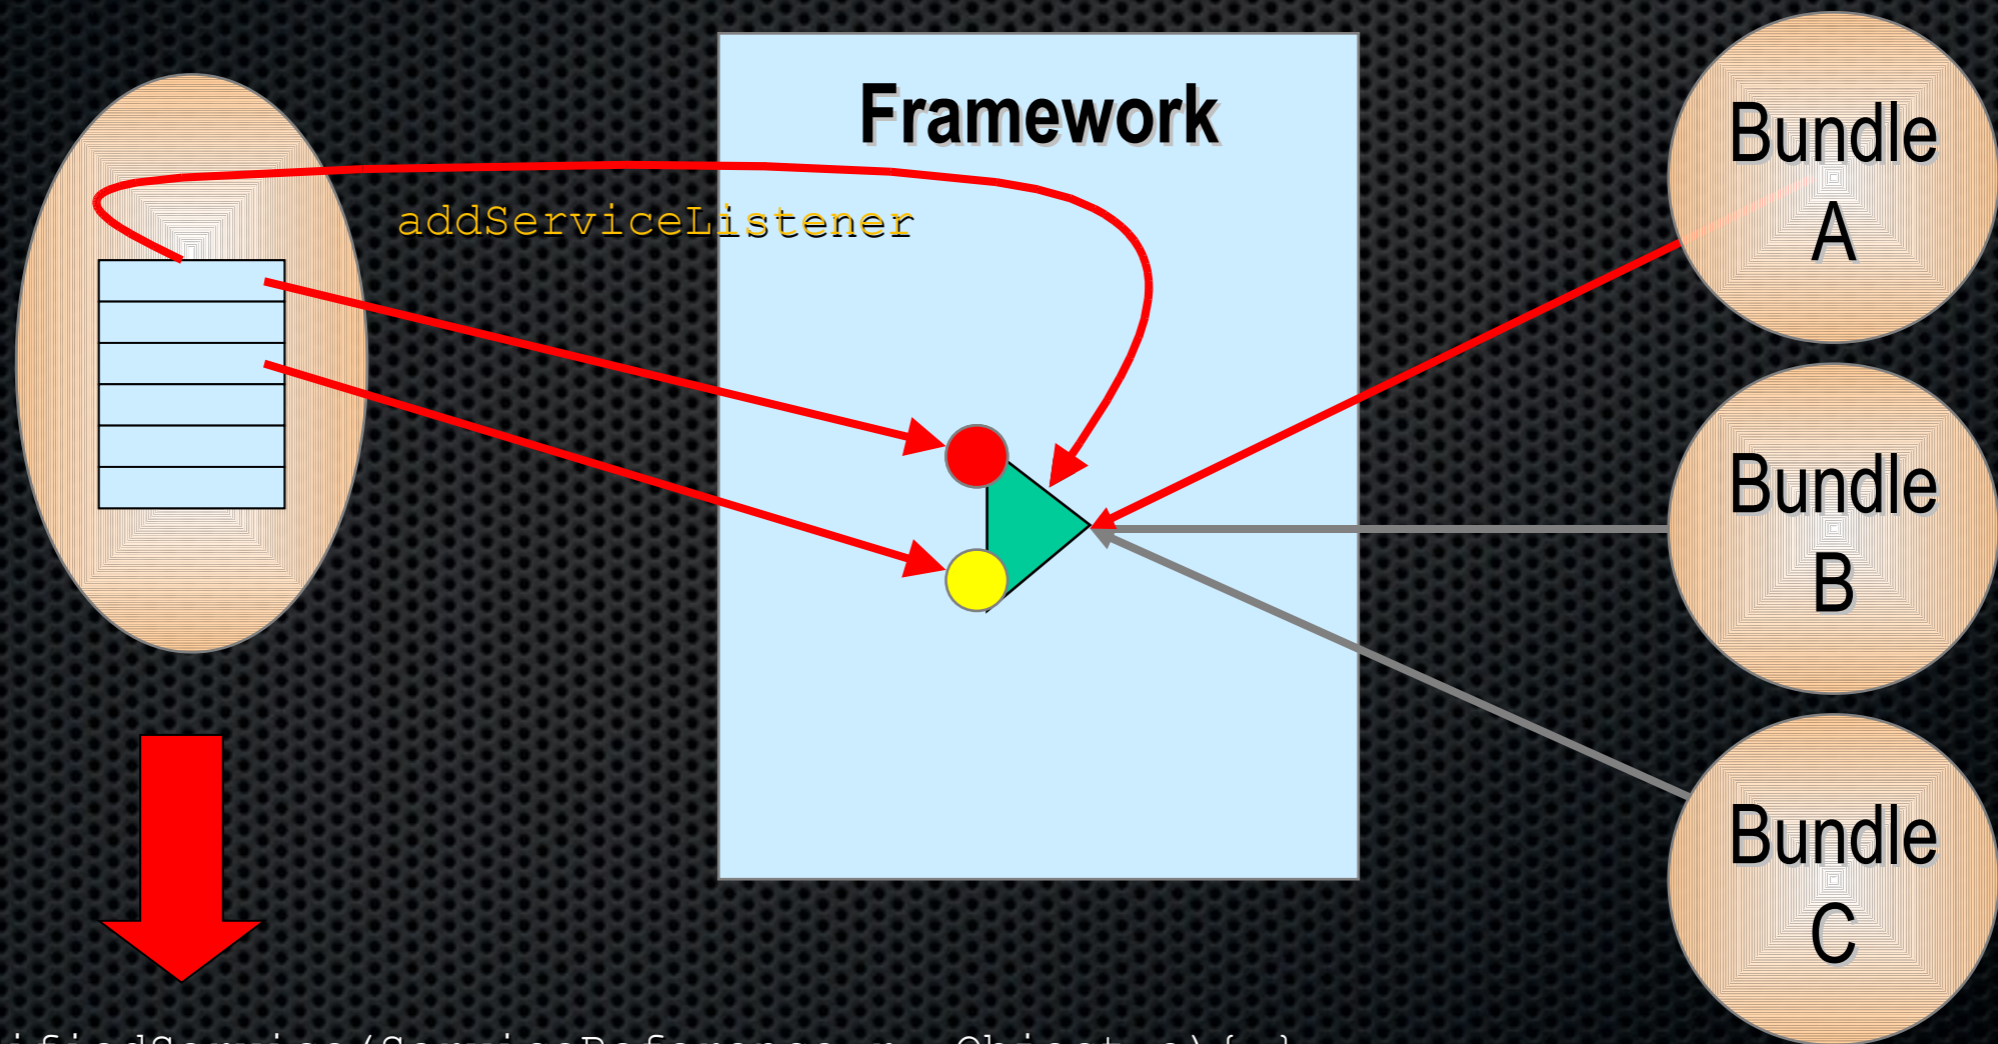 Framework
addServiceListener
Bundle
A
Bundle
B
Bundle
C